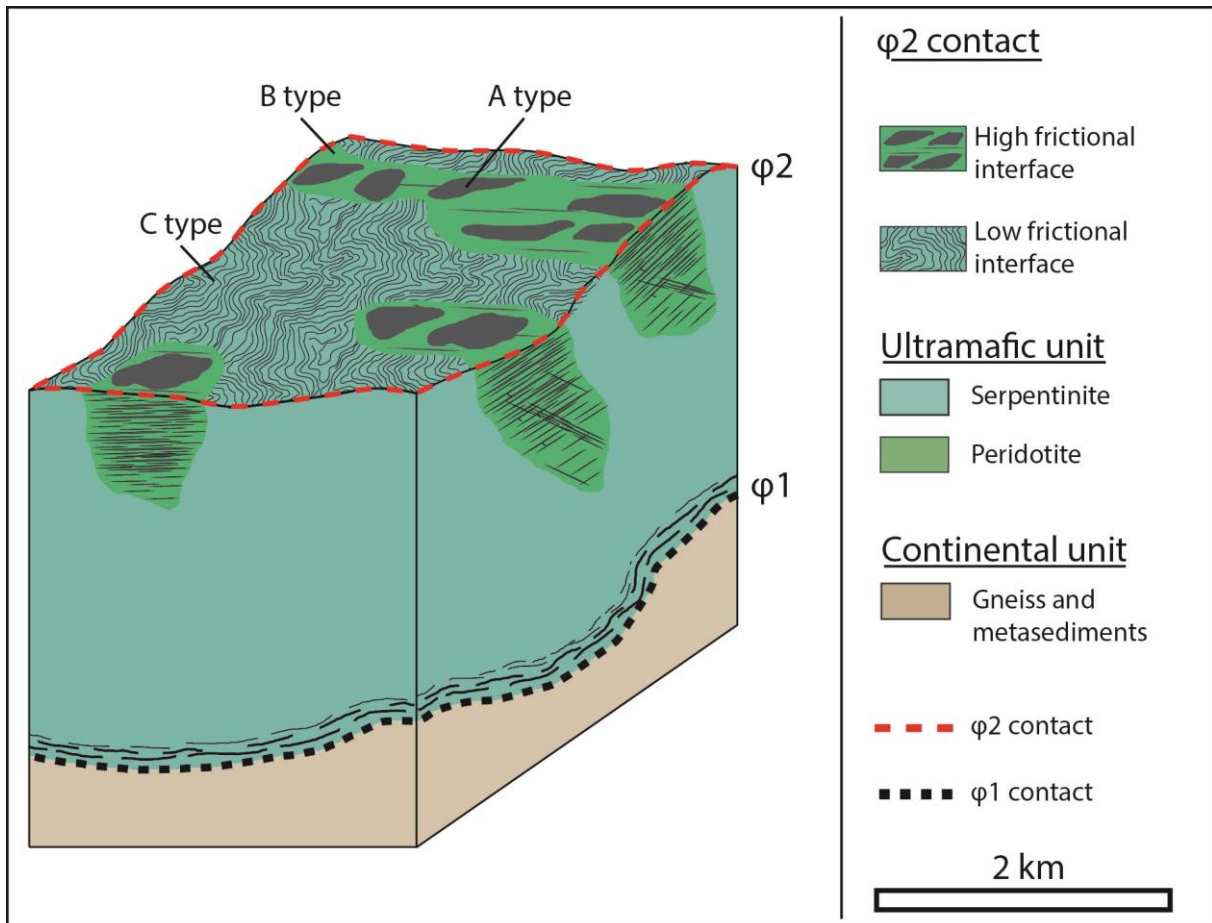 B type
A type
φ2
C type
φ1
φ2 contact
High frictional
interface
Low frictional
interface
Ultramafic unit
Serpentinite
Peridotite
Continental unit
Gneiss and
metasediments
φ2 contact
φ1 contact
2 km